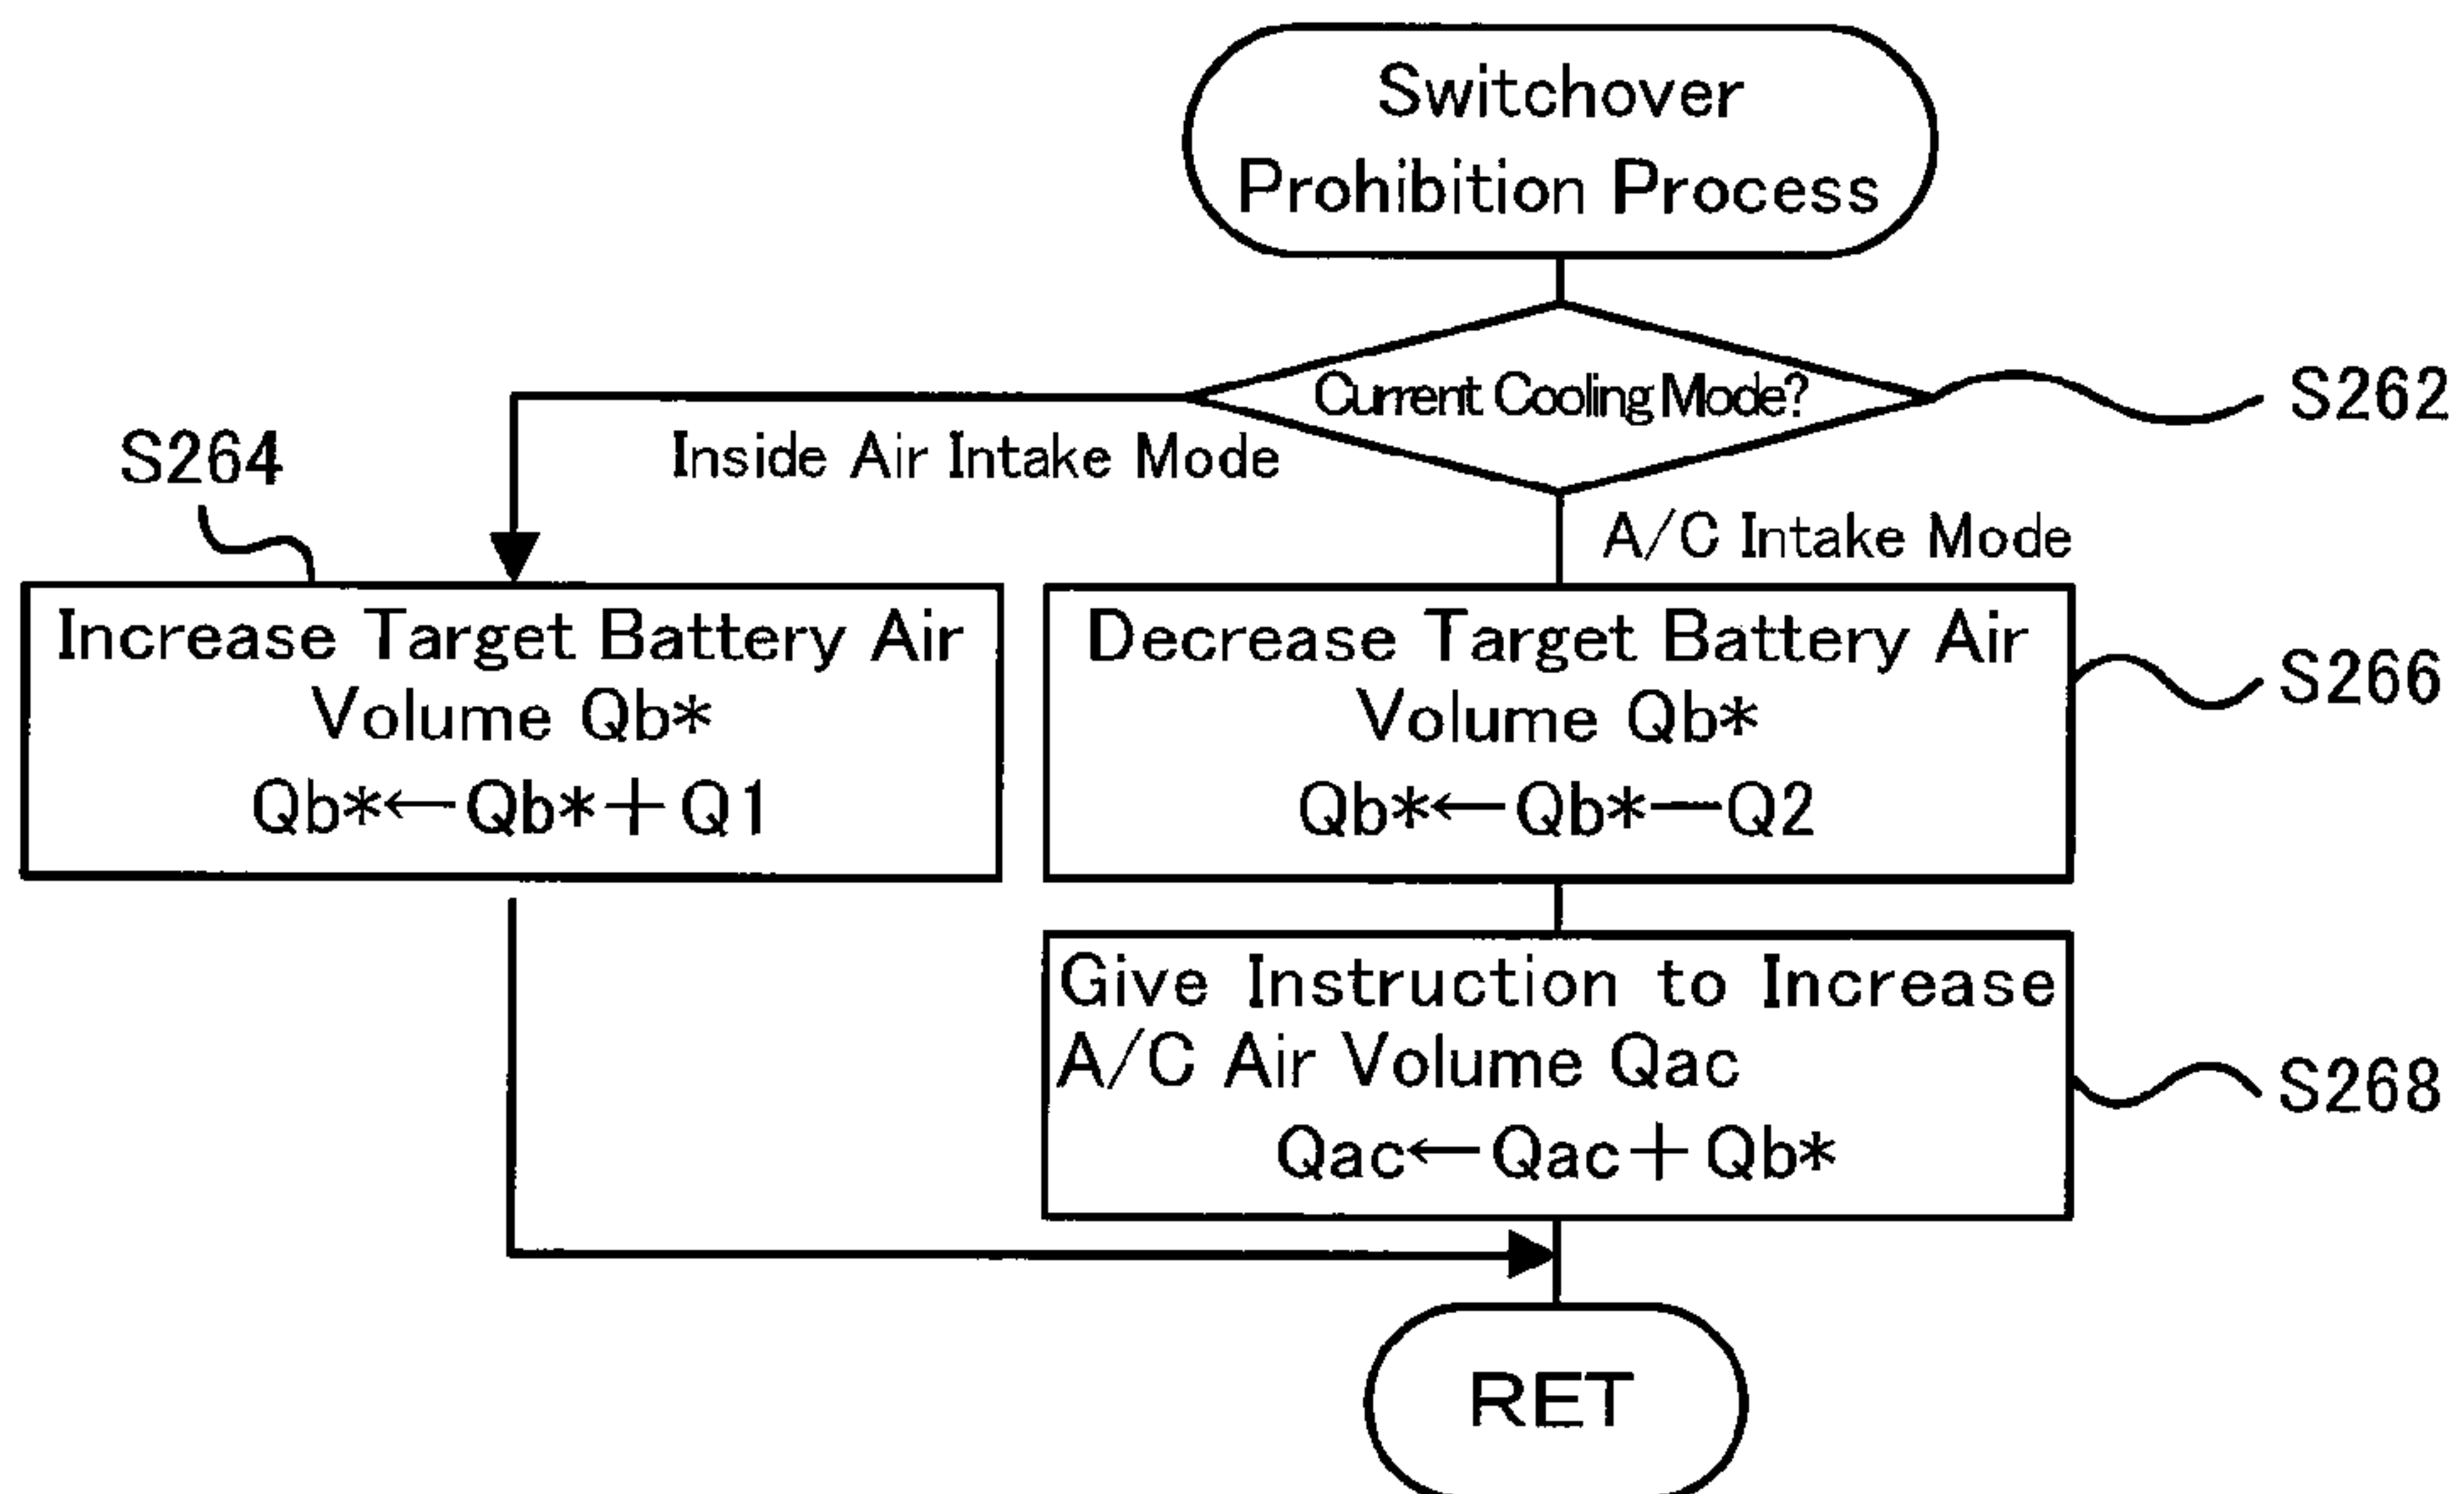 Switchover
Prohibition Process
Current Cooling Mode?
S262
Inside Air Intake Mode
S264
A/C Intake Mode
Increase Target Battery Air
Volume Qb*
Qb*←Qb*+Q1
Decrease Target Battery Air
Volume Qb*
Qb*←Qb*−Q2
S266
Give Instruction to Increase
A/C Air Volume Qac
Qac←Qac+Qb*
S268
RET